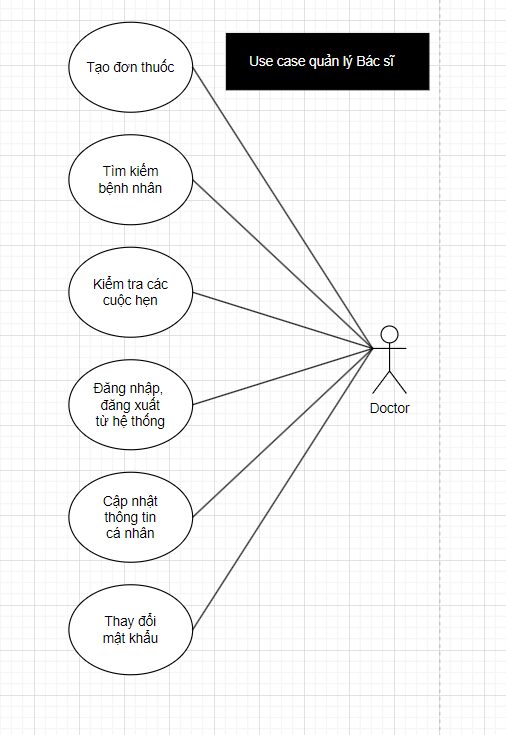 Use case quản lý Bác sĩ
Tạo đơn thuốc
Tìm kiếm
bệnh nhân
Kiểm tra các
cuộc hẹn
Đăng nhập,
đăng xuất
từ hệ thống
Cập nhật
thông tin
cá nhân
Thay đổi
mật khẩu
Doctor